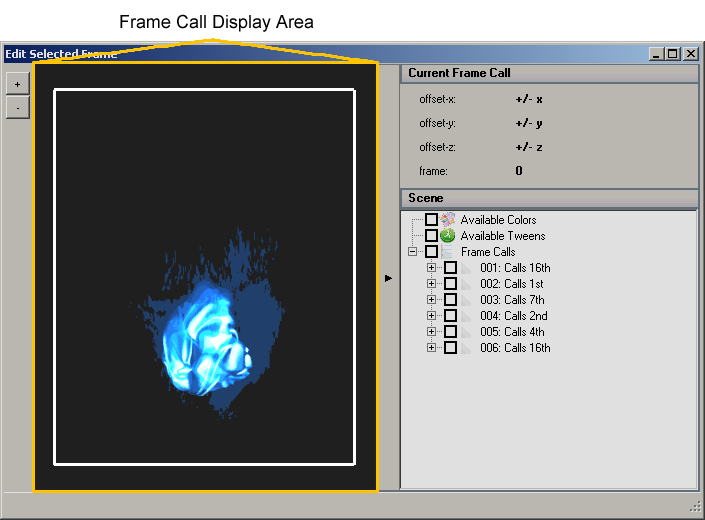 Frame Call Display Area
Edit Selected Frame
+
-
Current Frame Call
offset-x: +/- x
offset-y: +/- y
offset-z: +/- z
frame: 0
Scene
Available Colors
Available Tweens
Frame Calls
001: Calls 16th
002: Calls 1st
003: Calls 7th
004: Calls 2nd
005: Calls 4th
006: Calls 16th